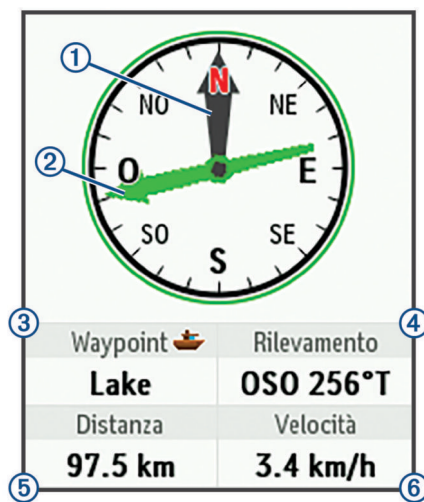 ①
N
NO
NE
②
O
E
SO
SE
S
③
④
Waypoint
Rilevamento
Lake
OSO 256°T
Distanza
Velocità
97.5 km
3.4 km/h
⑤
⑥